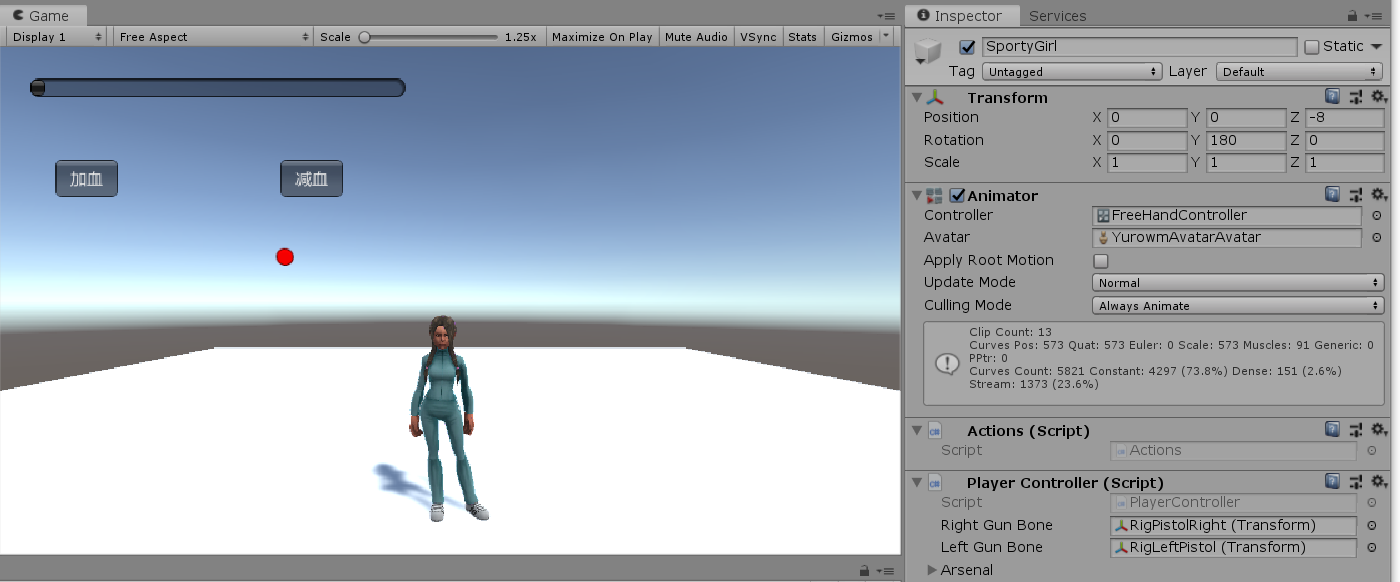 Game
Display 1 Free Aspect Scale 1.25x Maximize On Play Mute Audio VSync Stats Gizmos
加血 减血
Inspector Services
SportyGirl Static
Tag Untagged Layer Default
Transform
Position X 0 Y 0 Z -8
Rotation X 0 Y 180 Z 0
Scale X 1 Y 1 Z 1
Animator
Controller FreeHandController
Avatar YurowmAvatarAvatar
Apply Root Motion
Update Mode Normal
Culling Mode Always Animate
Clip Count: 13
Curves Pos: 573 Quat: 573 Euler: 0 Scale: 573 Muscles: 91 Generic: 0
PPtr: 0
Curves Count: 5821 Constant: 4297 (73.8%) Dense: 151 (2.6%)
Stream: 1373 (23.6%)
Actions (Script)
Script Actions
Player Controller (Script)
Script PlayerController
Right Gun Bone RigPistolRight (Transform)
Left Gun Bone RigLeftPistol (Transform)
Arsenal